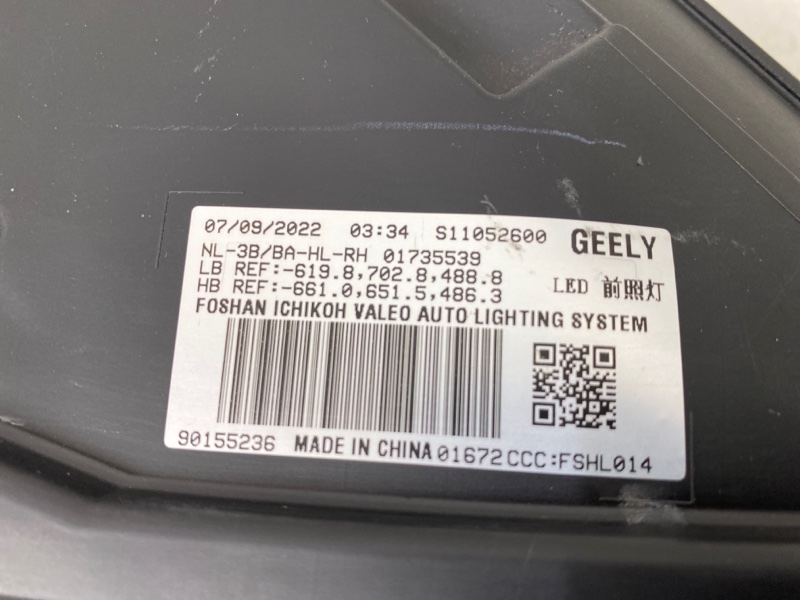 07/09/2022 03:34 S11052600 GEELY
NL-3B/BA-HL-RH 01735539
LB REF:-619.8,702.8,488.8
HB REF:-661.0,651.5,486.3
LED 前照灯
FOSHAN ICHIKOH VALEO AUTO LIGHTING SYSTEM
90155236 MADE IN CHINA 01672 CCC:FSHL014